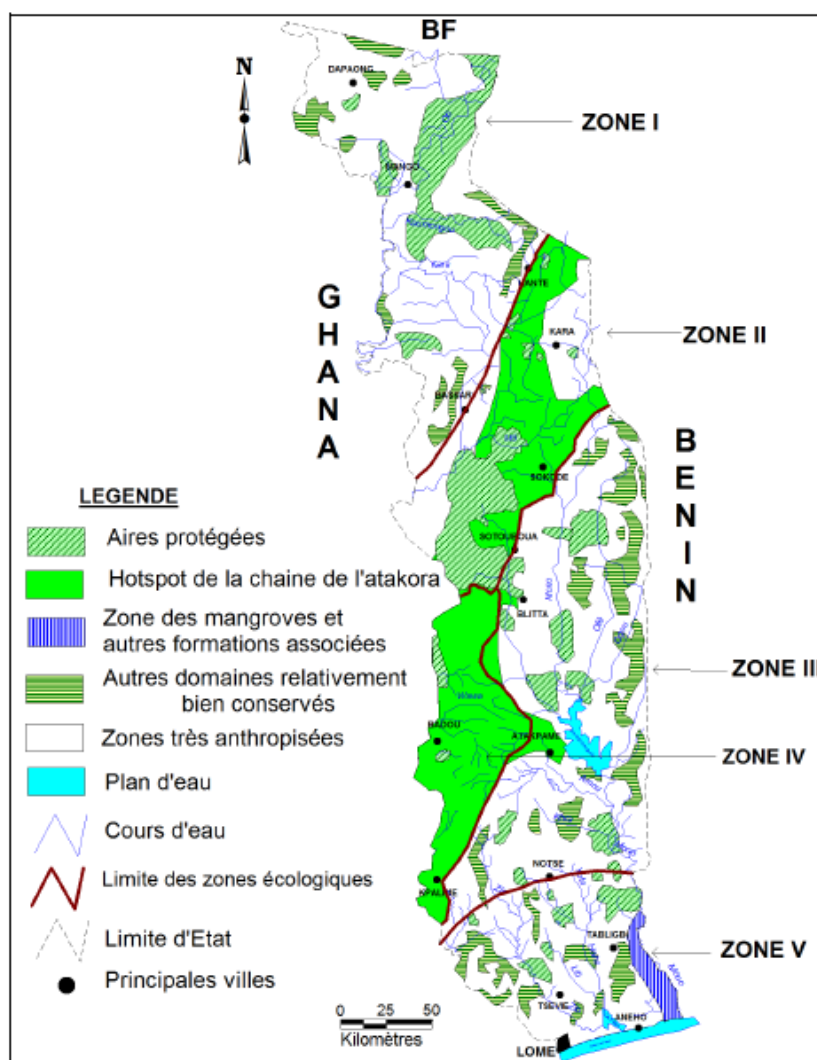 BF
N
DAPAONG
ZONE I
MANGO
GHANA
KANTE
KARA
ZONE II
BASSAR
BENIN
SOKODE
LEGENDE
Aires protégées
SOTOUBOUA
Hotspot de la chaine de l'atakora
BLITTA
Zone des mangroves et
autres formations associées
ZONE III
Autres domaines relativement
bien conservés
BADOU
ATAKPAME
Zones très anthropisées
ZONE IV
Plan d'eau
Cours d'eau
NOTSE
Limite des zones écologiques
KPALIME
TABLIGB
ZONE V
Limite d'Etat
Principales villes
TSEVIE
0 25 50
Kilomètres
ANEHO
LOME